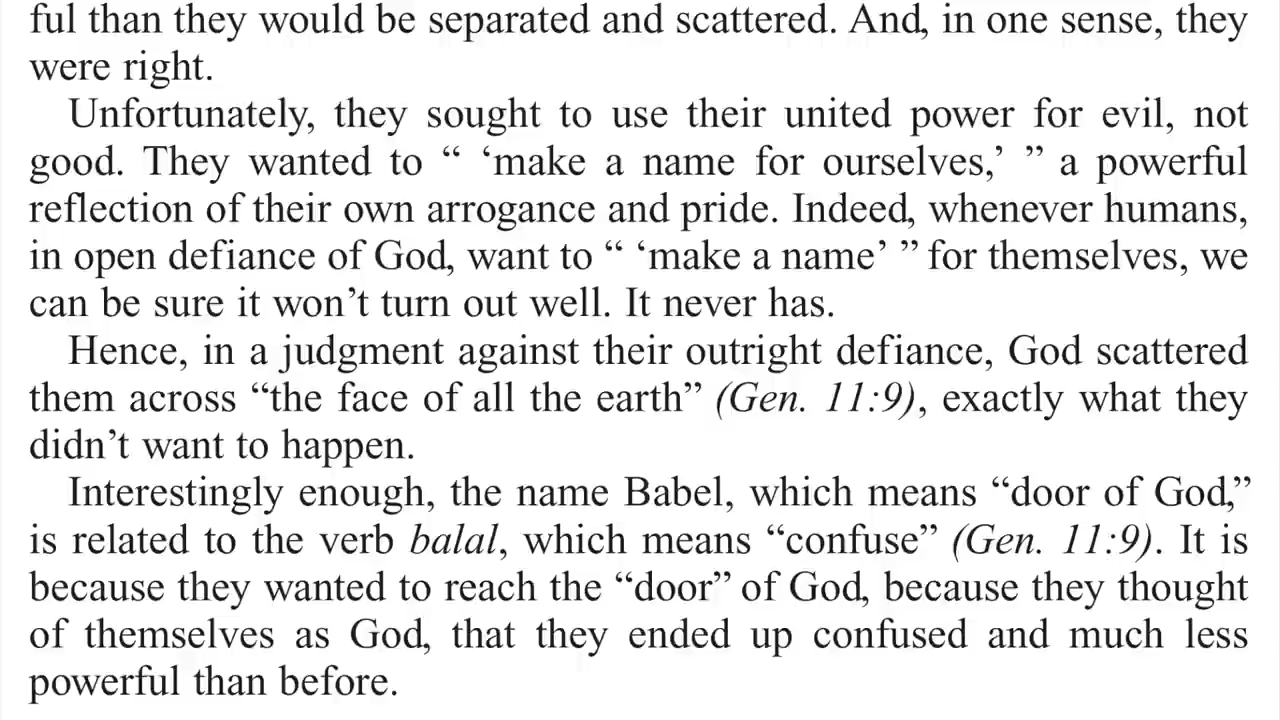 ful than they would be separated and scattered. And, in one sense, they
were right.
Unfortunately, they sought to use their united power for evil, not
good. They wanted to “ ‘make a name for ourselves,’ ” a powerful
reflection of their own arrogance and pride. Indeed, whenever humans,
in open defiance of God, want to “ ‘make a name’ ” for themselves, we
can be sure it won’t turn out well. It never has.
Hence, in a judgment against their outright defiance, God scattered
them across “the face of all the earth” (Gen. 11:9), exactly what they
didn’t want to happen.
Interestingly enough, the name Babel, which means “door of God,”
is related to the verb balal, which means “confuse” (Gen. 11:9). It is
because they wanted to reach the “door” of God, because they thought
of themselves as God, that they ended up confused and much less
powerful than before.